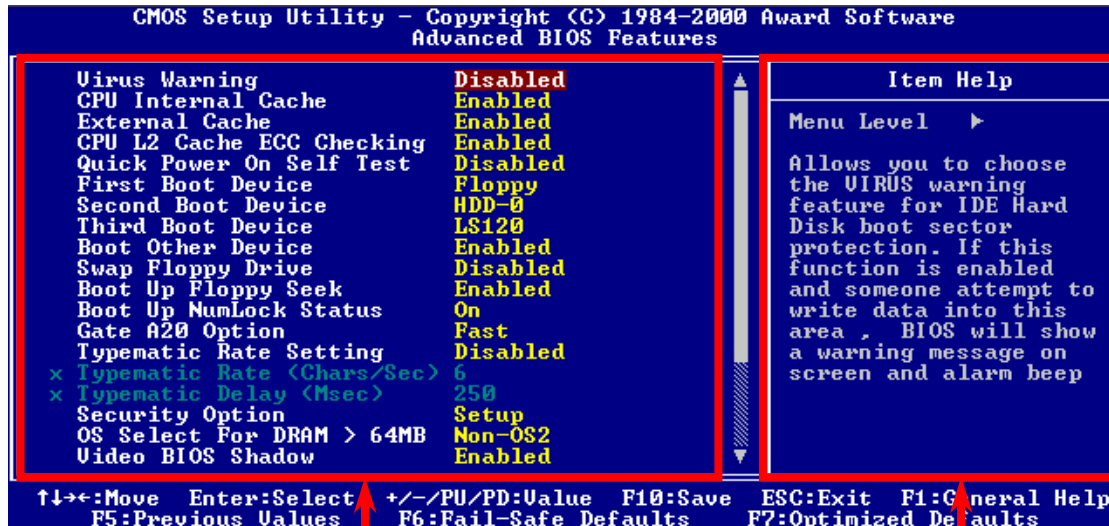 CMOS Setup Utility – Copyright (C) 1984–2000 Award Software
Advanced BIOS Features
Virus Warning Disabled
CPU Internal Cache Enabled
External Cache Enabled
CPU L2 Cache ECC Checking Enabled
Quick Power On Self Test Disabled
First Boot Device Floppy
Second Boot Device HDD-0
Third Boot Device LS120
Boot Other Device Enabled
Swap Floppy Drive Disabled
Boot Up Floppy Seek Enabled
Boot Up NumLock Status On
Gate A20 Option Fast
Typematic Rate Setting Disabled
x Typematic Rate (Chars/Sec) 6
x Typematic Delay (Msec) 250
Security Option Setup
OS Select For DRAM > 64MB Non-OS2
Video BIOS Shadow Enabled
Item Help
Menu Level ►
Allows you to choose
the VIRUS warning
feature for IDE Hard
Disk boot sector
protection. If this
function is enabled
and someone attempt to
write data into this
area , BIOS will show
a warning message on
screen and alarm beep
↑↓→←:Move Enter:Select +/-/PU/PD:Value F10:Save ESC:Exit F1:General Help
F5:Previous Values F6:Fail-Safe Defaults F7:Optimized Defaults